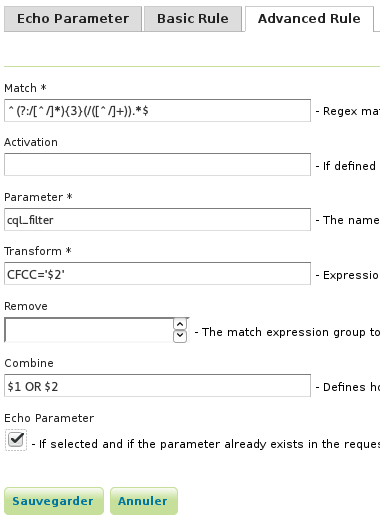 Echo Parameter Basic Rule Advanced Rule
Match *
^(?:/[^/]*){3}(/([^/]+)).*$ - Regex mat
Activation
- If defined
Parameter *
cql_filter - The name
Transform *
CFCC='$2' - Expressio
Remove
- The match expression group to
Combine
$1 OR $2 - Defines ho
Echo Parameter
- If selected and if the parameter already exists in the reques
Sauvegarder Annuler